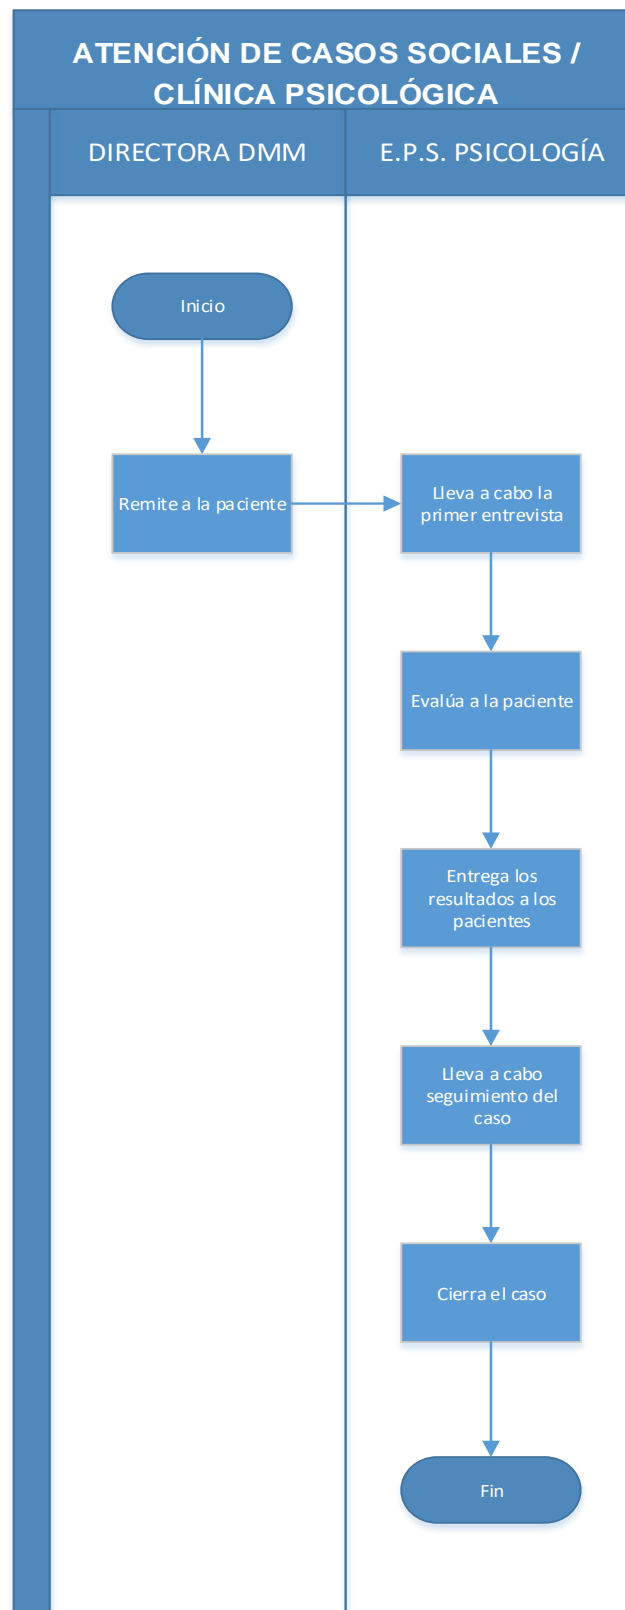 ATENCIÓN DE CASOS SOCIALES /
CLÍNICA PSICOLÓGICA
DIRECTORA DMM
E.P.S. PSICOLOGÍA
Inicio
Remite a la paciente
Lleva a cabo la
primer entrevista
Evalúa a la paciente
Entrega los
resultados a los
pacientes
Lleva a cabo
seguimiento del
caso
Cierra el caso
Fin